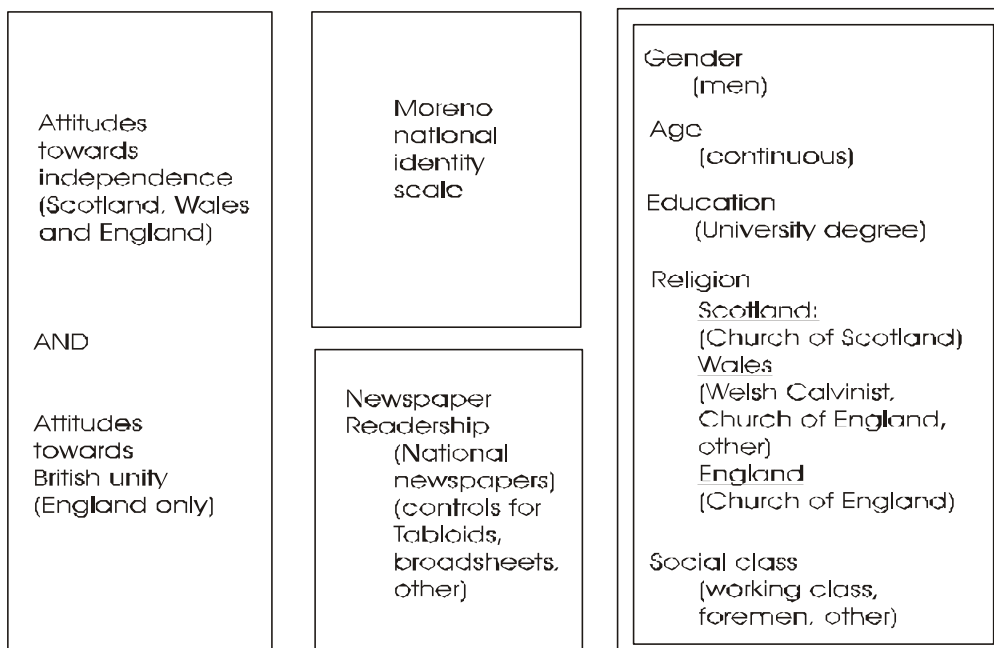 Attitudes
towards
independence
(Scotland, Wales
and England)
AND
Attitudes
towards
British unity
(England only)
Moreno
national
identity
scale
Newspaper
Readership
(National
newspapers)
(controls for
Tabloids,
broadsheets,
other)
Gender
(men)
Age
(continuous)
Education
(University degree)
Religion
Scotland:
(Church of Scotland)
Wales
(Welsh Calvinist,
Church of England,
other)
England
(Church of England)
Social class
(working class,
foremen, other)